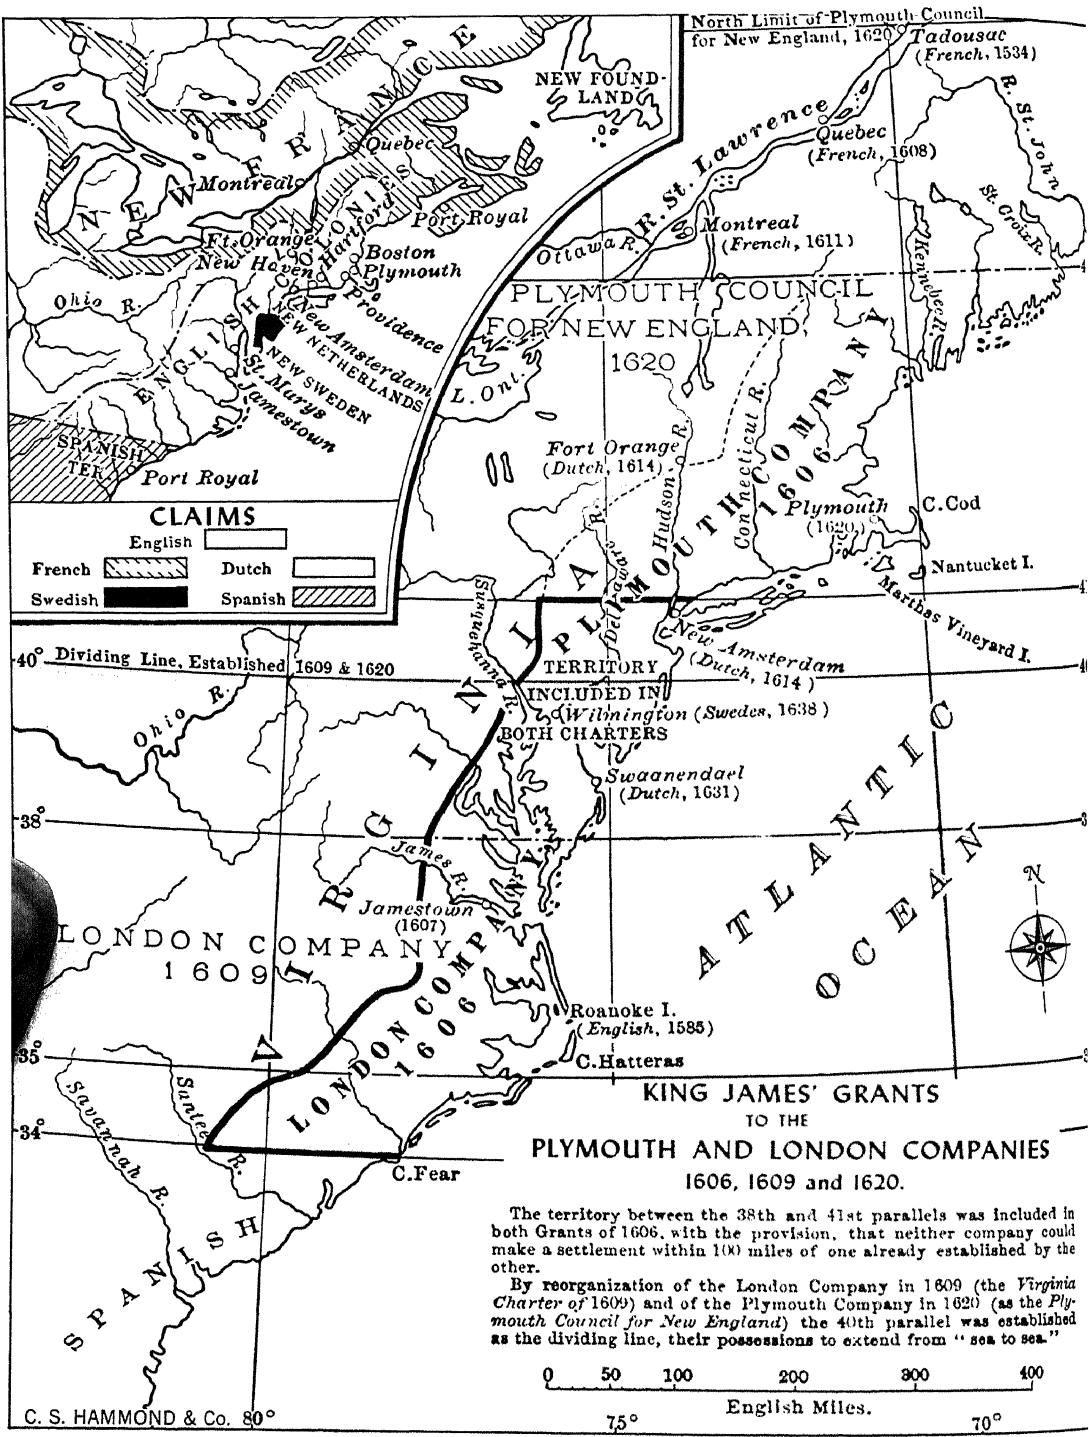 North Limit of Plymouth Council
for New England, 1620
Tadousac
(French, 1534)
NEW FOUND-
LAND
NEW FRANCE
Quebec
Montreal
Port Royal
Ft. Orange
New Haven
Hartford
Boston
Plymouth
Providence
New Amsterdam
NEW NETHERLANDS
NEW SWEDEN
St. Marys
Jamestown
ENGLISH COLONIES
Ohio R.
SPANISH
TER.
Port Royal
CLAIMS
English
French
Dutch
Swedish
Spanish
R. St. Lawrence
Quebec
(French, 1608)
R. St. John
St. Croix R.
Kennebec R.
Montreal
(French, 1611)
Ottawa R.
PLYMOUTH COUNCIL
FOR NEW ENGLAND,
1620
L. Ont.
Fort Orange
(Dutch, 1614)
Hudson R.
Connecticut R.
PLYMOUTH COMPANY
1606
Plymouth
(1620)
C. Cod
Nantucket I.
Marthas Vineyard I.
Delaware R.
Susquehanna R.
New Amsterdam
(Dutch, 1614)
40° Dividing Line, Established 1609 & 1620
40
TERRITORY
INCLUDED IN
BOTH CHARTERS
Wilmington (Swedes, 1638)
Ohio R.
Swaanendael
(Dutch, 1631)
38°
James R.
Jamestown
(1607)
VIRGINIA
LONDON COMPANY
1609
LONDON COMPANY
1606
ATLANTIC
OCEAN
N
Roanoke I.
(English, 1585)
C. Hatteras
35°
34°
Savannah R.
Santee R.
C. Fear
SPANISH
KING JAMES' GRANTS
TO THE
PLYMOUTH AND LONDON COMPANIES
1606, 1609 and 1620.
The territory between the 38th and 41st parallels was included in
both Grants of 1606, with the provision, that neither company could
make a settlement within 100 miles of one already established by the
other.
By reorganization of the London Company in 1609 (the Virginia
Charter of 1609) and of the Plymouth Company in 1620 (as the Ply-
mouth Council for New England) the 40th parallel was established
as the dividing line, their possessions to extend from "sea to sea."
0 50 100 200 300 400
English Miles.
C. S. HAMMOND & Co. 80°
75°
70°